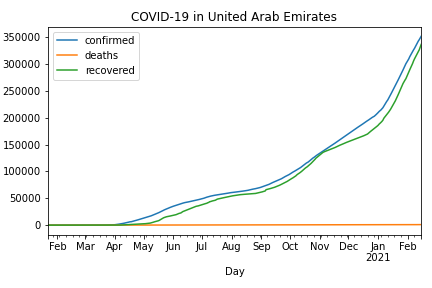 COVID-19 in United Arab Emirates
confirmed
deaths
recovered
350000
300000
250000
200000
150000
100000
50000
0
Feb Mar Apr May Jun Jul Aug Sep Oct Nov Dec Jan Feb
2021
Day